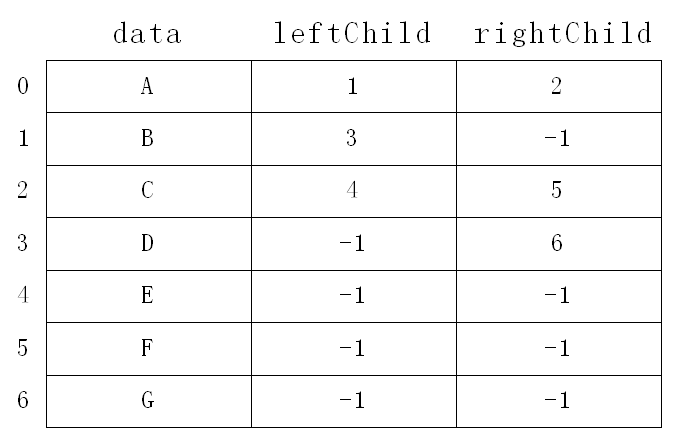 data leftChild rightChild
0 A 1 2
1 B 3 -1
2 C 4 5
3 D -1 6
4 E -1 -1
5 F -1 -1
6 G -1 -1